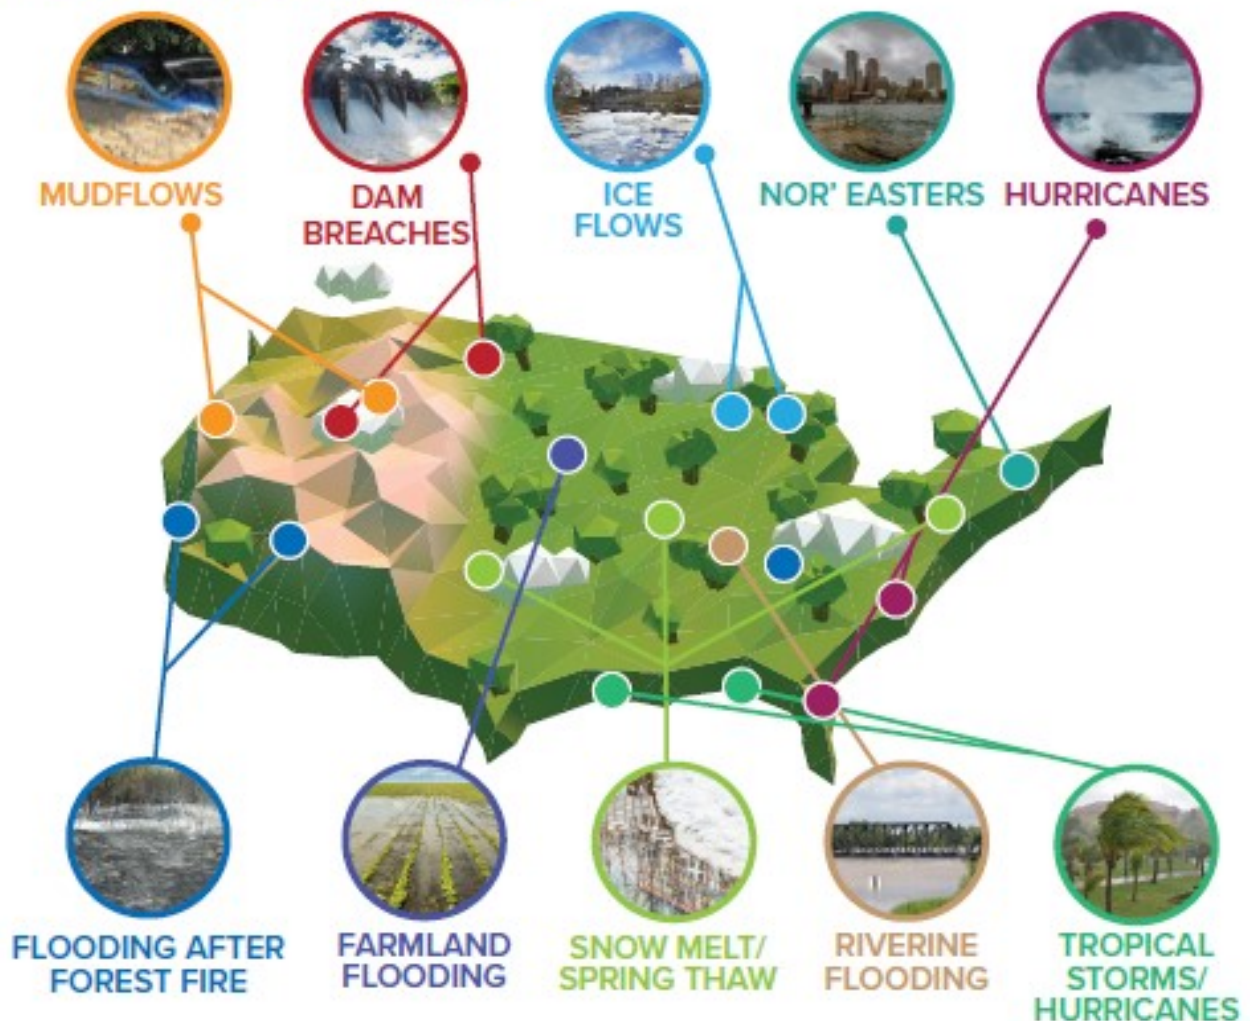 MUDFLOWS
DAM
BREACHES
ICE
FLOWS
NOR' EASTERS
HURRICANES
FLOODING AFTER
FOREST FIRE
FARMLAND
FLOODING
SNOW MELT/
SPRING THAW
RIVERINE
FLOODING
TROPICAL
STORMS/
HURRICANES